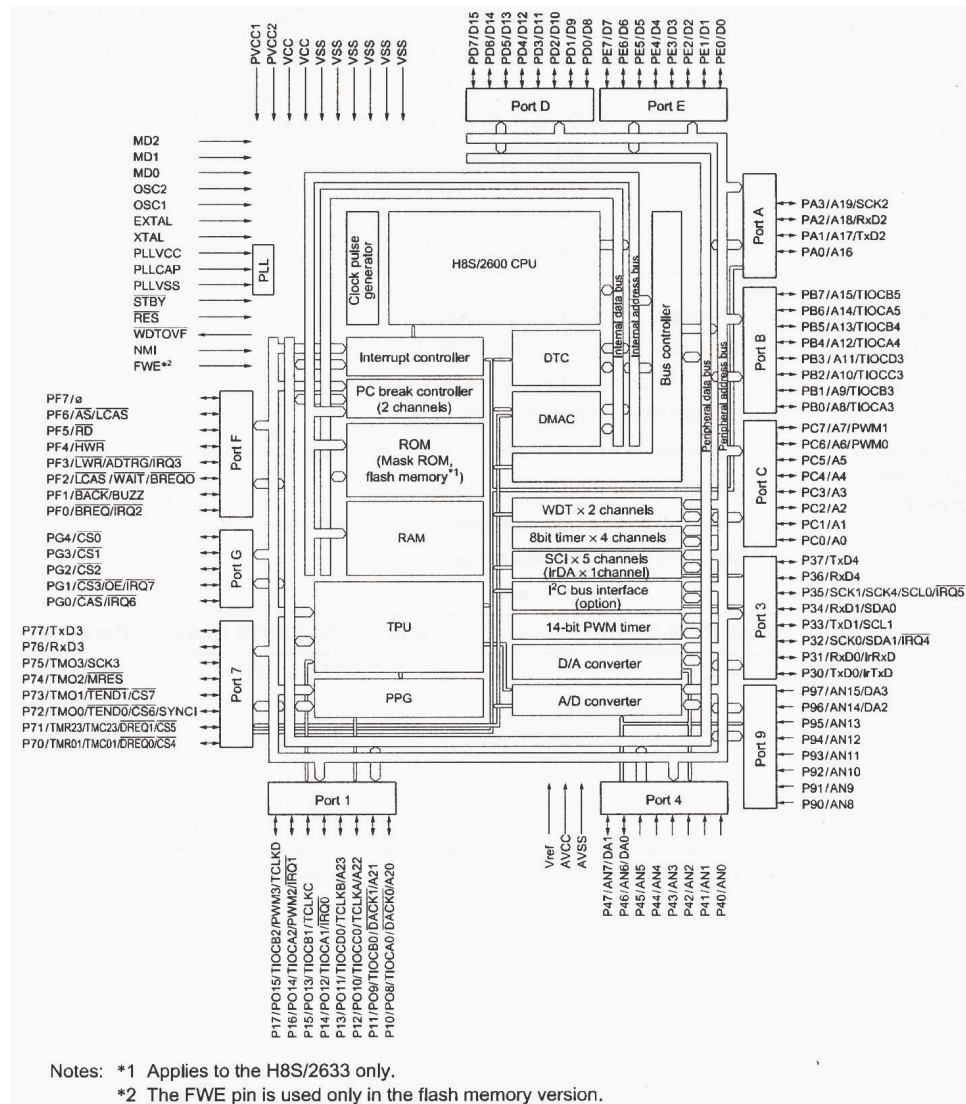 PVCC1
PVCC2
VCC
VCC
VSS
VSS
VSS
VSS
VSS
VSS
PD7/D15
PD6/D14
PD5/D13
PD4/D12
PD3/D11
PD2/D10
PD1/D9
PD0/D8
PE7/D7
PE6/D6
PE5/D5
PE4/D4
PE3/D3
PE2/D2
PE1/D1
PE0/D0
Port D
Port E
MD2
MD1
MD0
OSC2
OSC1
EXTAL
XTAL
PLLVCC
PLLCAP
PLLVSS
STBY
RES
WDTOVF
NMI
FWE*2
PLL
Clock pulse
generator
H8S/2600 CPU
Interrupt controller
PC break controller
(2 channels)
ROM
(Mask ROM,
flash memory*1)
RAM
TPU
PPG
DTC
DMAC
Internal data bus
Internal address bus
Bus controller
Peripheral data bus
Peripheral address bus
WDT × 2 channels
8bit timer × 4 channels
SCI × 5 channels
(IrDA × 1channel)
I²C bus interface
(option)
14-bit PWM timer
D/A converter
A/D converter
Port A
PA3/A19/SCK2
PA2/A18/RxD2
PA1/A17/TxD2
PA0/A16
Port B
PB7/A15/TIOCB5
PB6/A14/TIOCA5
PB5/A13/TIOCB4
PB4/A12/TIOCA4
PB3/A11/TIOCD3
PB2/A10/TIOCC3
PB1/A9/TIOCB3
PB0/A8/TIOCA3
Port C
PC7/A7/PWM1
PC6/A6/PWM0
PC5/A5
PC4/A4
PC3/A3
PC2/A2
PC1/A1
PC0/A0
Port 3
P37/TxD4
P36/RxD4
P35/SCK1/SCK4/SCL0/IRQ5
P34/RxD1/SDA0
P33/TxD1/SCL1
P32/SCK0/SDA1/IRQ4
P31/RxD0/IrRxD
P30/TxD0/IrTxD
Port 9
P97/AN15/DA3
P96/AN14/DA2
P95/AN13
P94/AN12
P93/AN11
P92/AN10
P91/AN9
P90/AN8
PF7/ø
PF6/AS/LCAS
PF5/RD
PF4/HWR
PF3/LWR/ADTRG/IRQ3
PF2/LCAS/WAIT/BREQO
PF1/BACK/BUZZ
PF0/BREQ/IRQ2
Port F
PG4/CS0
PG3/CS1
PG2/CS2
PG1/CS3/OE/IRQ7
PG0/CAS/IRQ6
Port G
P77/TxD3
P76/RxD3
P75/TMO3/SCK3
P74/TMO2/MRES
P73/TMO1/TEND1/CS7
P72/TMO0/TEND0/CS6/SYNCI
P71/TMR23/TMC23/DREQ1/CS5
P70/TMR01/TMC01/DREQ0/CS4
Port 7
Port 1
P17/PO15/TIOCB2/PWM3/TCLKD
P16/PO14/TIOCA2/PWM2/IRQ1
P15/PO13/TIOCB1/TCLKC
P14/PO12/TIOCA1/IRQ0
P13/PO11/TIOCD0/TCLKB/A23
P12/PO10/TIOCC0/TCLKA/A22
P11/PO9/TIOCB0/DACK1/A21
P10/PO8/TIOCA0/DACK0/A20
Vref
AVCC
AVSS
Port 4
P47/AN7/DA1
P46/AN6/DA0
P45/AN5
P44/AN4
P43/AN3
P42/AN2
P41/AN1
P40/AN0
Notes: *1 Applies to the H8S/2633 only.
*2 The FWE pin is used only in the flash memory version.